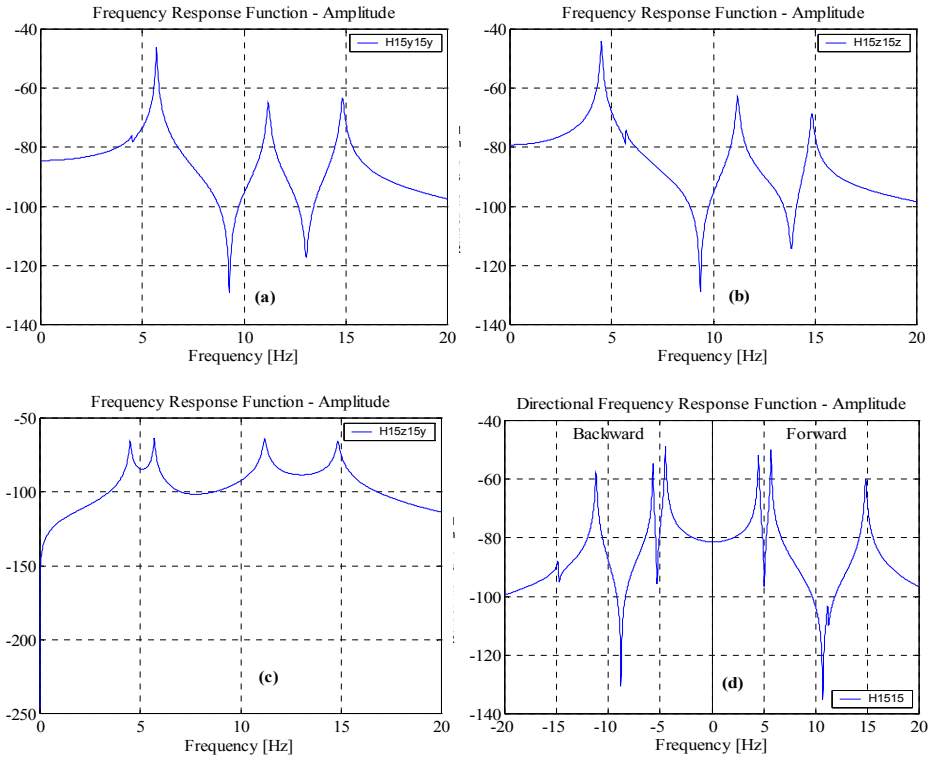 Frequency Response Function - Amplitude
-40
-60
-80
-100
-120
-140
H15y15y
(a)
0
5
10
15
20
Frequency [Hz]
Frequency Response Function - Amplitude
-40
-60
-80
-100
-120
-140
H15z15z
(b)
0
5
10
15
20
Frequency [Hz]
Frequency Response Function - Amplitude
-50
-100
-150
-200
-250
H15z15y
(c)
0
5
10
15
20
Frequency [Hz]
Directional Frequency Response Function - Amplitude
-40
-60
-80
-100
-120
-140
Backward
Forward
(d)
H1515
-20
-15
-10
-5
0
5
10
15
20
Frequency [Hz]